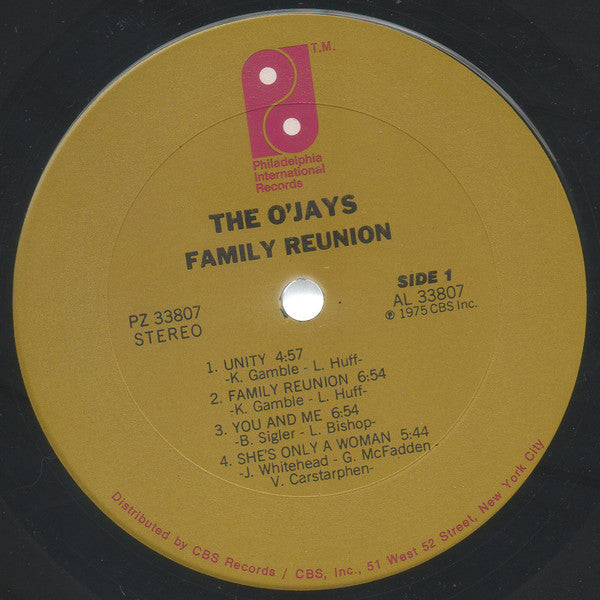 T.M.
Philadelphia
International
Records
THE O'JAYS
FAMILY REUNION
PZ 33807
STEREO
SIDE 1
AL 33807
℗ 1975 CBS Inc.
1. UNITY 4:57
-K. Gamble - L. Huff-
2. FAMILY REUNION 6:54
-K. Gamble - L. Huff-
3. YOU AND ME 6:54
-B. Sigler - L. Bishop-
4. SHE'S ONLY A WOMAN 5:44
-J. Whitehead - G. McFadden -
V. Carstarphen-
Distributed by CBS Records / CBS, Inc., 51 West 52 Street, New York City